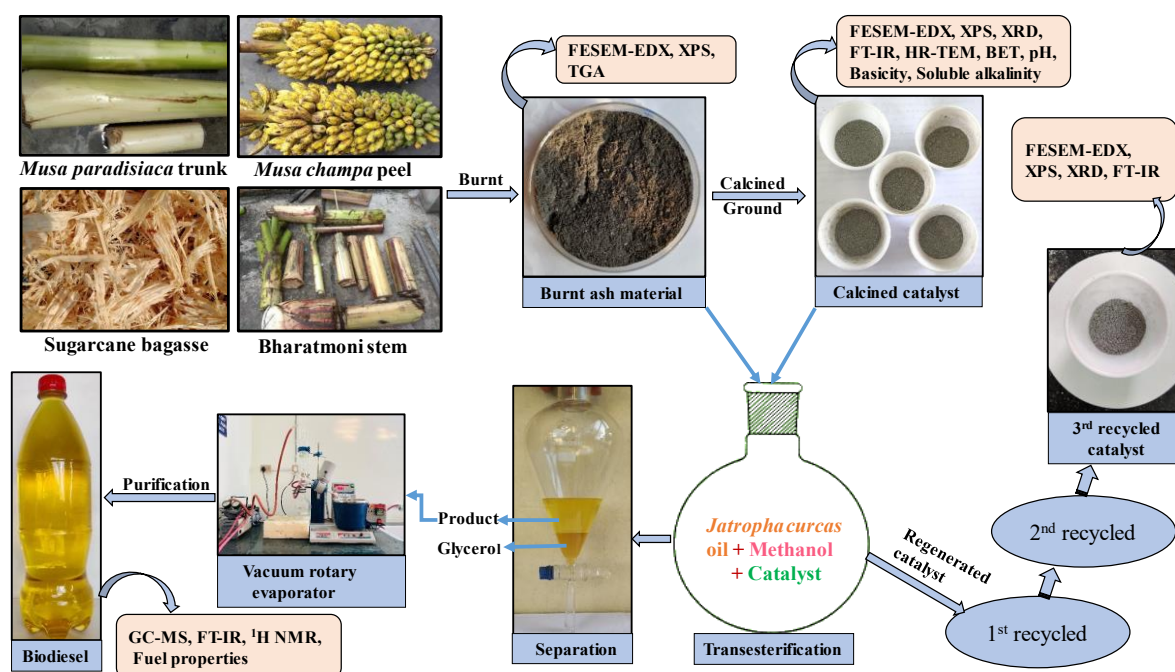 Musa paradisiaca trunk
Musa champa peel
Sugarcane bagasse
Bharatmoni stem
Burnt
FESEM-EDX, XPS,
TGA
Burnt ash material
Calcined
Ground
FESEM-EDX, XPS, XRD,
FT-IR, HR-TEM, BET, pH,
Basicity, Soluble alkalinity
Calcined catalyst
FESEM-EDX,
XPS, XRD, FT-IR
3rd recycled
catalyst
2nd recycled
1st recycled
Regenerated
catalyst
Jatropha curcas
oil + Methanol
+ Catalyst
Transesterification
Separation
Product
Glycerol
Vacuum rotary
evaporator
Purification
Biodiesel
GC-MS, FT-IR, ¹H NMR,
Fuel properties